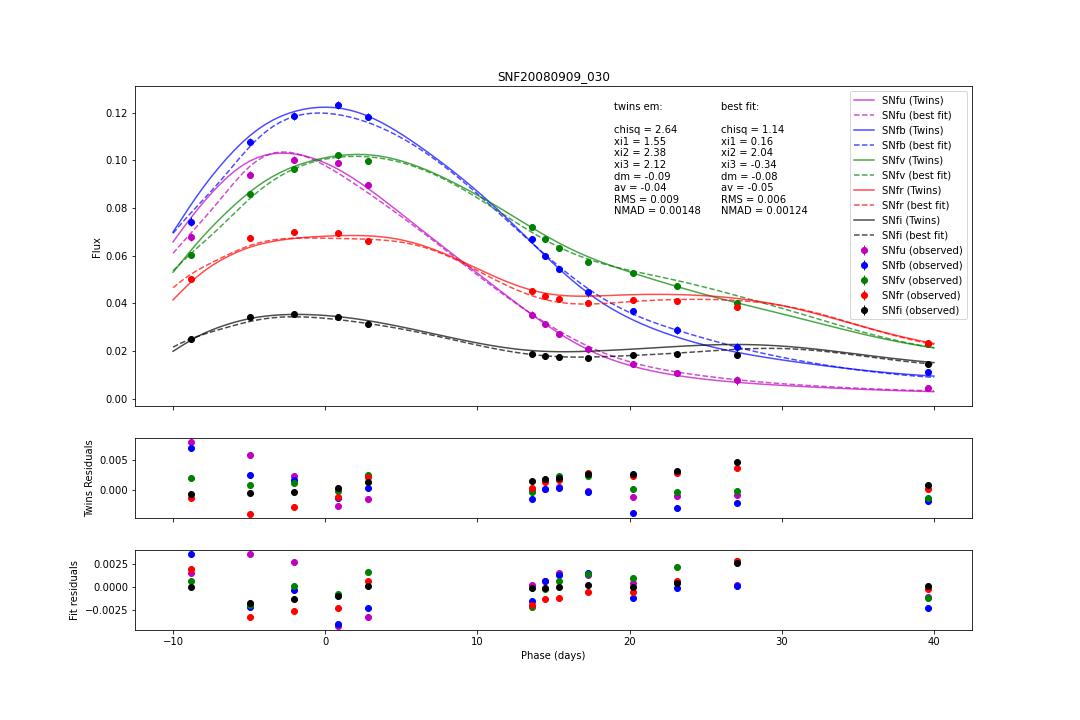 SNF20080909_030
Flux
0.12
0.10
0.08
0.06
0.04
0.02
0.00
twins em:
chisq = 2.64
xi1 = 1.55
xi2 = 2.38
xi3 = 2.12
dm = -0.09
av = -0.04
RMS = 0.009
NMAD = 0.00148
best fit:
chisq = 1.14
xi1 = 0.16
xi2 = 2.04
xi3 = -0.34
dm = -0.08
av = -0.05
RMS = 0.006
NMAD = 0.00124
SNfu (Twins)
SNfu (best fit)
SNfb (Twins)
SNfb (best fit)
SNfv (Twins)
SNfv (best fit)
SNfr (Twins)
SNfr (best fit)
SNfi (Twins)
SNfi (best fit)
SNfu (observed)
SNfb (observed)
SNfv (observed)
SNfr (observed)
SNfi (observed)
Twins Residuals
0.005
0.000
Fit residuals
0.0025
0.0000
−0.0025
−10
0
10
20
30
40
Phase (days)